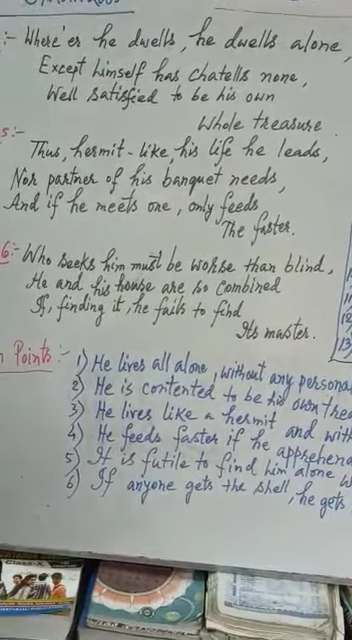 :- Where'er he dwells, he dwells alone,
Except himself has chatells none,
Well satisfied to be his own
Whole treasure.
5:-
Thus, hermit-like, his life he leads,
Nor partner of his banquet needs,
And if he meets one, only feeds
The faster.
6:- Who seeks him must be worse than blind,
He and his house are so combined
If, finding it, he fails to find
Its master.
Points:- 1) He lives all alone, without any persona
2) He is contented to be his own trea
3) He lives like a hermit and with
4) He feeds faster if he apprehen
5) It is futile to find him alone w
6) If anyone gets the shell, he gets
Class-X